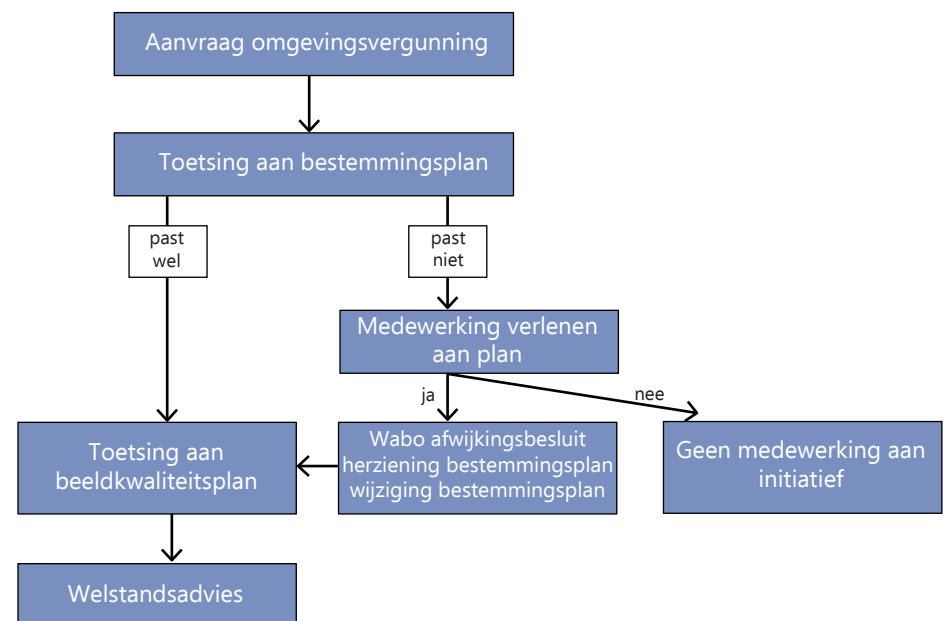 Aanvraag omgevingsvergunning
Toetsing aan bestemmingsplan
past
wel
past
niet
Medewerking verlenen
aan plan
ja
nee
Toetsing aan
beeldkwaliteitsplan
Wabo afwijkingsbesluit
herziening bestemmingsplan
wijziging bestemmingsplan
Geen medewerking aan
initiatief
Welstandsadvies